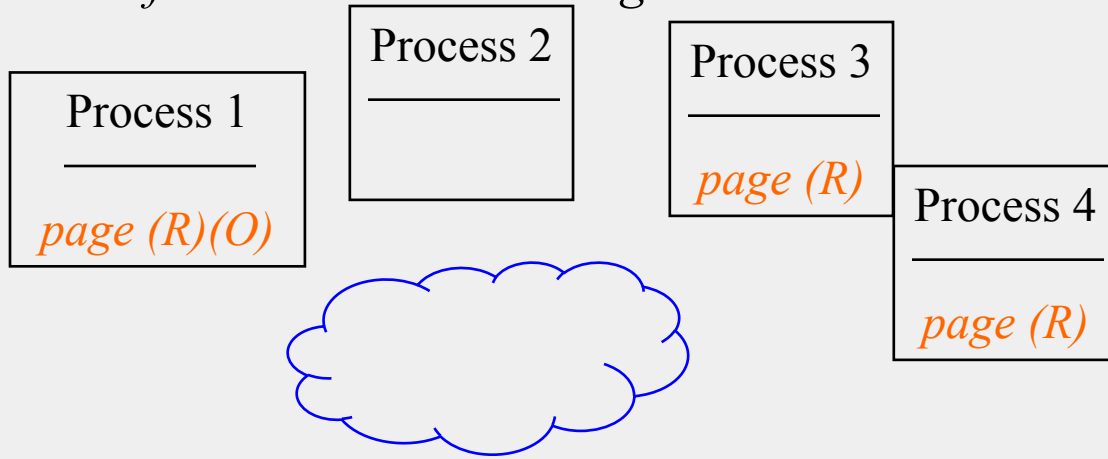 Process 1
page (R)(O)
Process 2
Process 3
page (R)
Process 4
page (R)